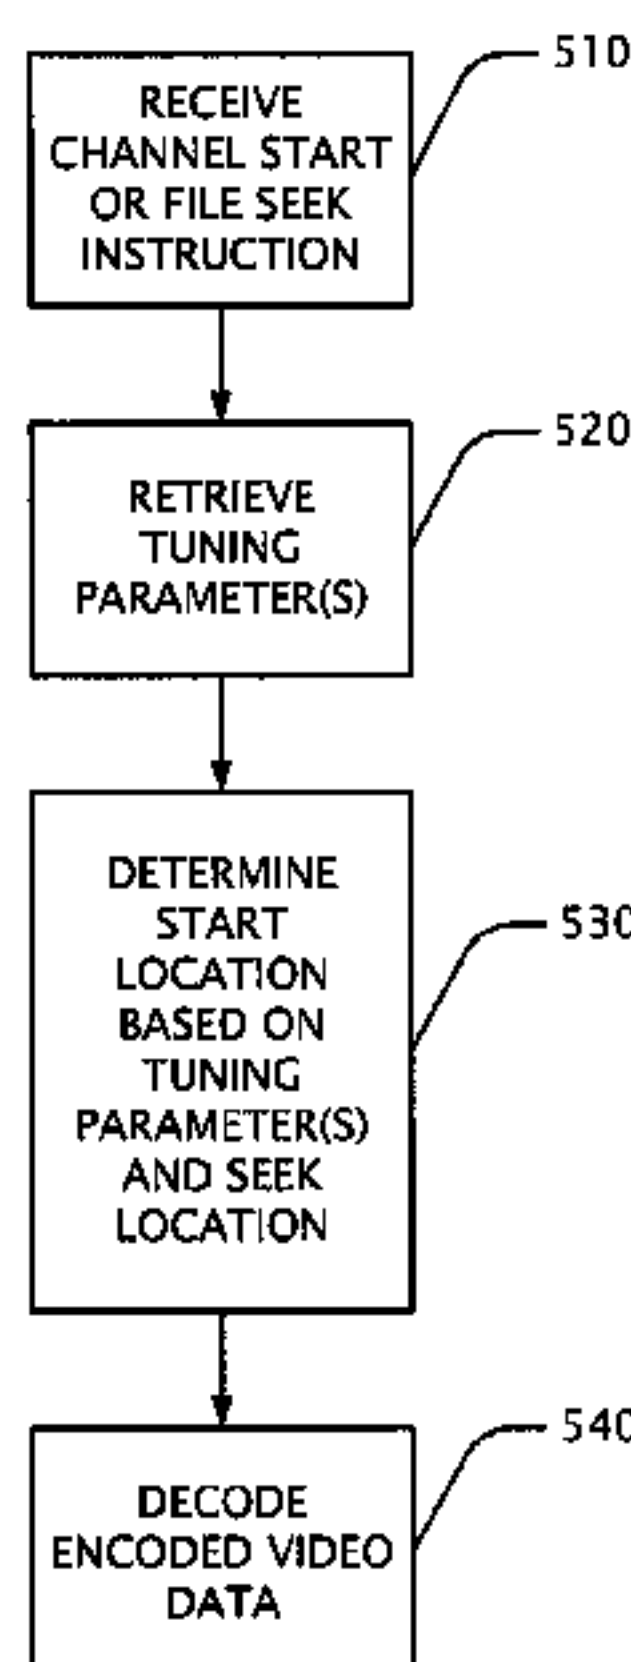 510
RECEIVE
CHANNEL START
OR FILE SEEK
INSTRUCTION
520
RETRIEVE
TUNING
PARAMETER(S)
530
DETERMINE
START
LOCATION
BASED ON
TUNING
PARAMETER(S)
AND SEEK
LOCATION
540
DECODE
ENCODED VIDEO
DATA